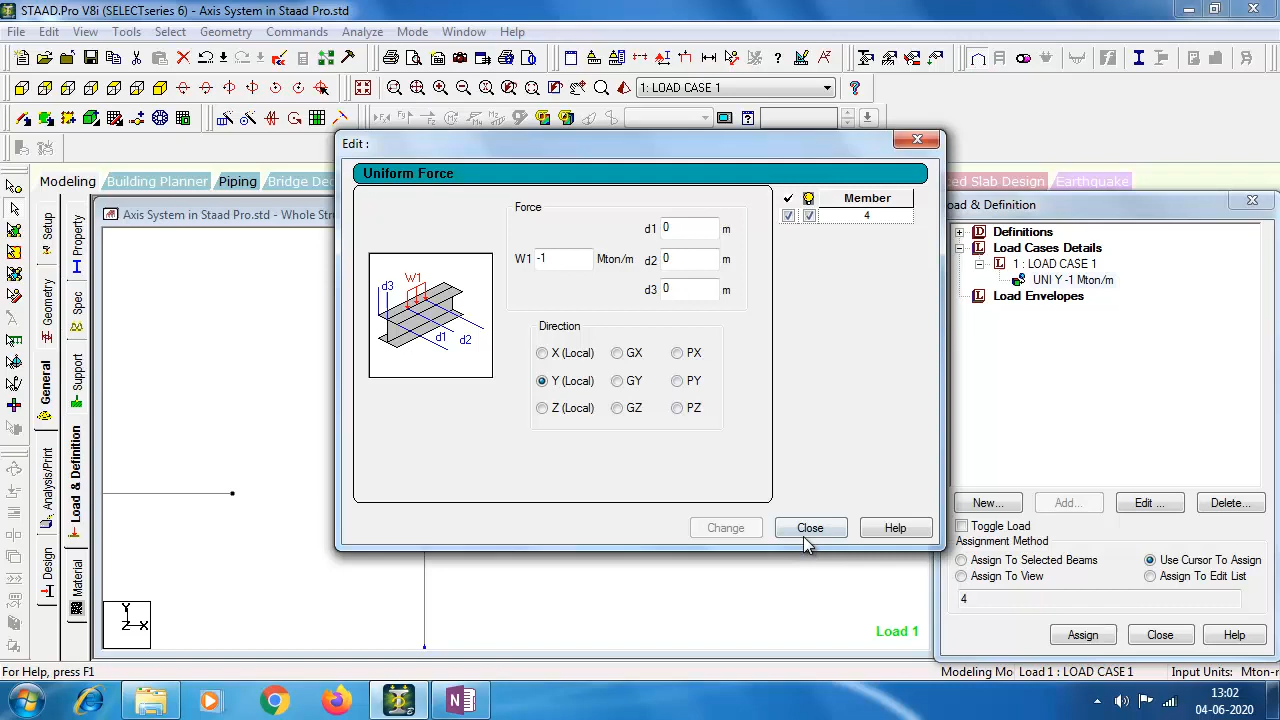 STAAD.Pro V8i (SELECTseries 6) - Axis System in Staad Pro.std
File Edit View Tools Select Geometry Commands Analyze Mode Window Help
1: LOAD CASE 1
Modeling Building Planner Piping Bridge De
ed Slab Design Earthquake
Axis System in Staad Pro.std - Whole Stru
Setup
Geometry
General
Analysis/Print
Design
Property
Spec
Support
Load & Definition
Material
Edit :
Uniform Force
Force
d1 0 m
W1 -1 Mton/m d2 0 m
d3 0 m
W1
d3
d1
d2
Direction
X (Local) GX PX
Y (Local) GY PY
Z (Local) GZ PZ
Member
4
Change Close Help
oad & Definition
Definitions
Load Cases Details
1 : LOAD CASE 1
UNI Y -1 Mton/m
Load Envelopes
New... Add... Edit ... Delete...
Toggle Load
Assignment Method
Assign To Selected Beams Use Cursor To Assign
Assign To View Assign To Edit List
4
Assign Close Help
Y
Z X
Load 1
For Help, press F1
Modeling Mo Load 1 : LOAD CASE 1 Input Units: Mton-
13:02
04-06-2020